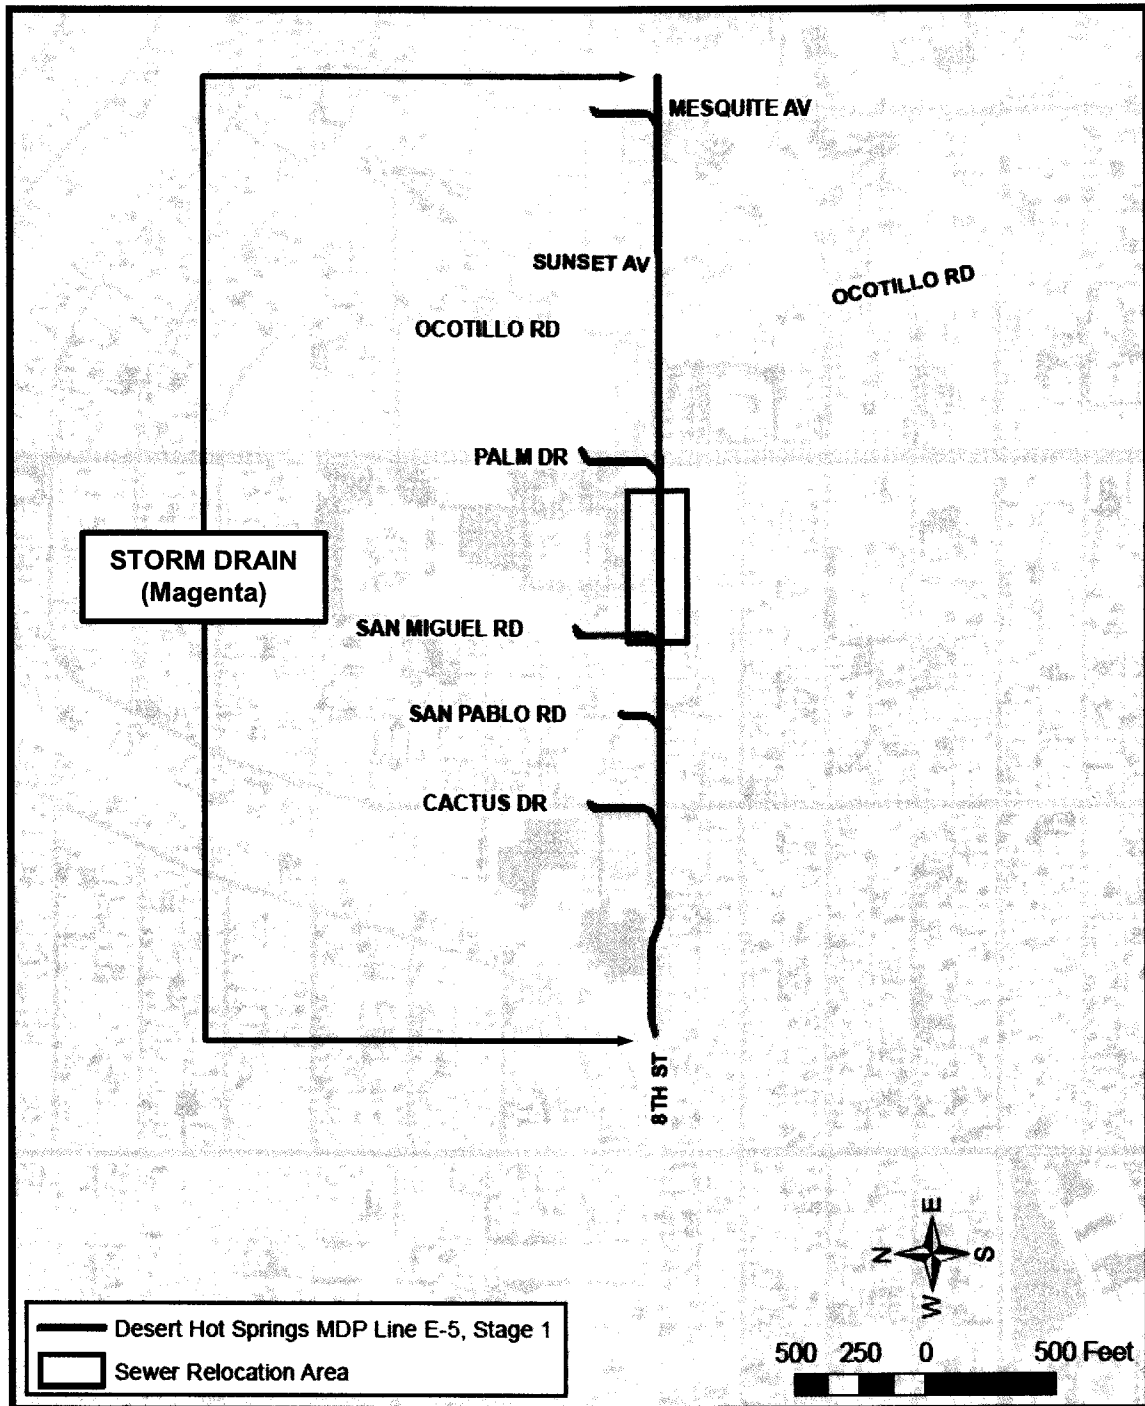 MESQUITE AV
SUNSET AV
OCOTILLO RD
OCOTILLO RD
PALM DR
STORM DRAIN
(Magenta)
SAN MIGUEL RD
SAN PABLO RD
CACTUS DR
8TH ST
N
E
S
W
Desert Hot Springs MDP Line E-5, Stage 1
Sewer Relocation Area
500 250 0 500 Feet